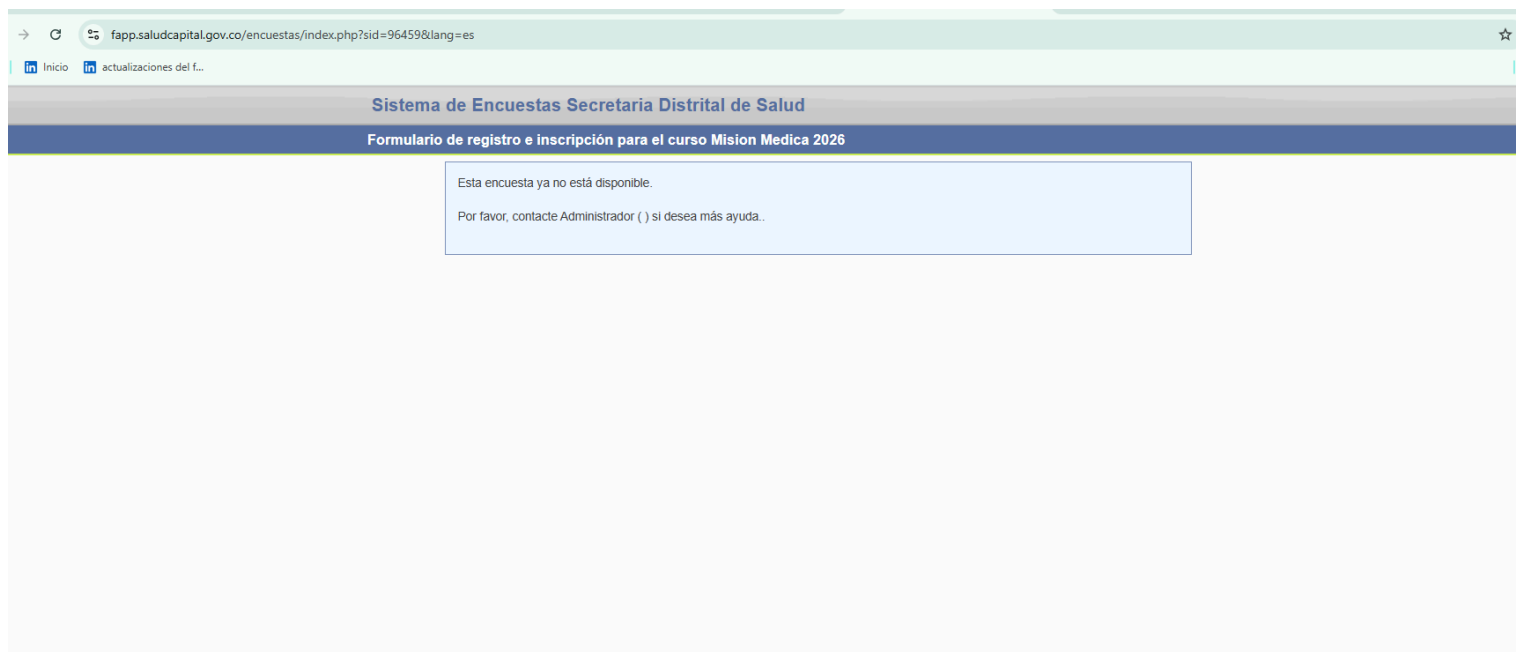 fapp.saludcapital.gov.co/encuestas/index.php?sid=96459&lang=es
in Inicio in actualizaciones del f...
Sistema de Encuestas Secretaria Distrital de Salud
Formulario de registro e inscripción para el curso Mision Medica 2026
Esta encuesta ya no está disponible.
Por favor, contacte Administrador ( ) si desea más ayuda..